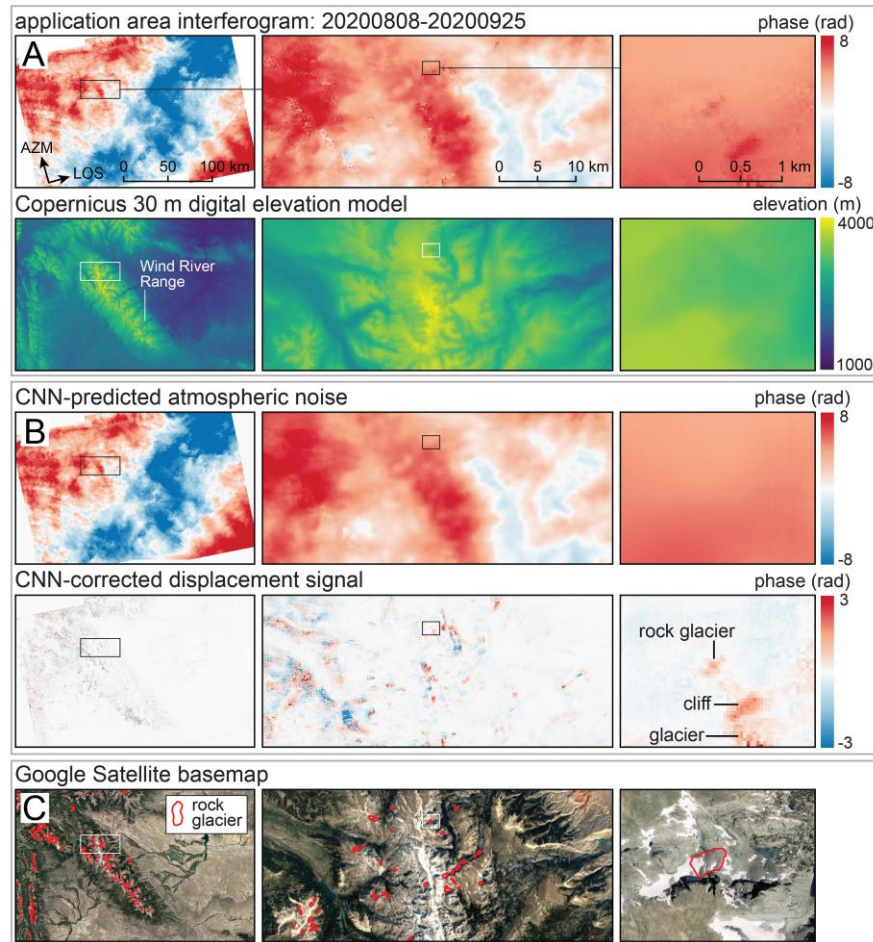 application area interferogram: 20200808-20200925 phase (rad)
A
8
AZM
LOS
0 50 100 km
0 5 10 km
0 0.5 1 km
-8
Copernicus 30 m digital elevation model elevation (m)
4000
Wind River
Range
1000
CNN-predicted atmospheric noise phase (rad)
B
8
-8
CNN-corrected displacement signal phase (rad)
3
rock glacier
cliff
glacier
-3
Google Satellite basemap
C
rock
glacier